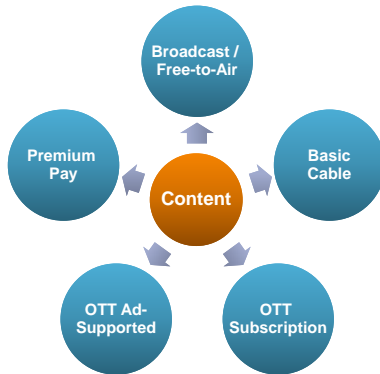 Broadcast /
Free-to-Air
Premium
Pay
Basic
Cable
Content
OTT Ad-
Supported
OTT
Subscription